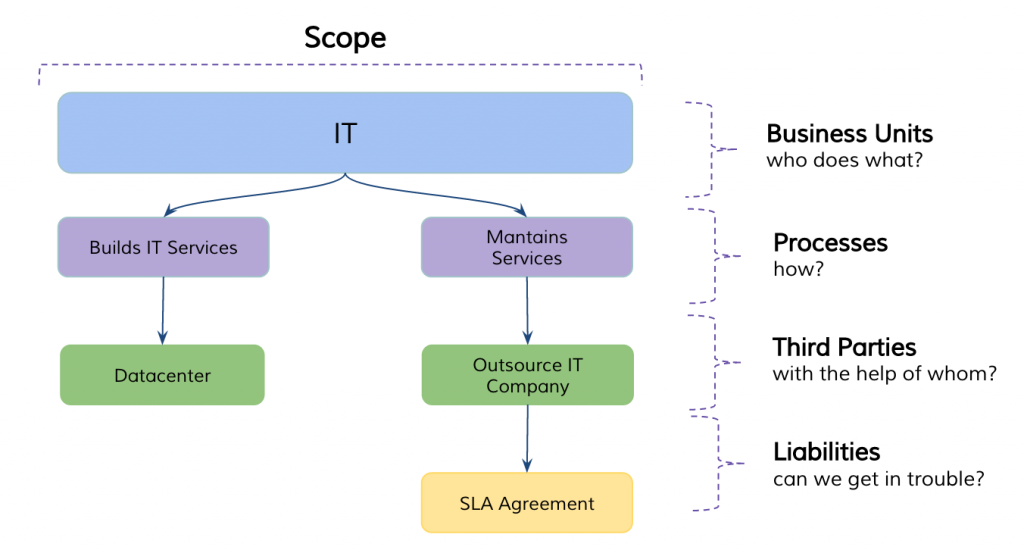 Scope
IT
Business Units
who does what?
Builds IT Services
Mantains
Services
Processes
how?
Datacenter
Outsource IT
Company
Third Parties
with the help of whom?
SLA Agreement
Liabilities
can we get in trouble?